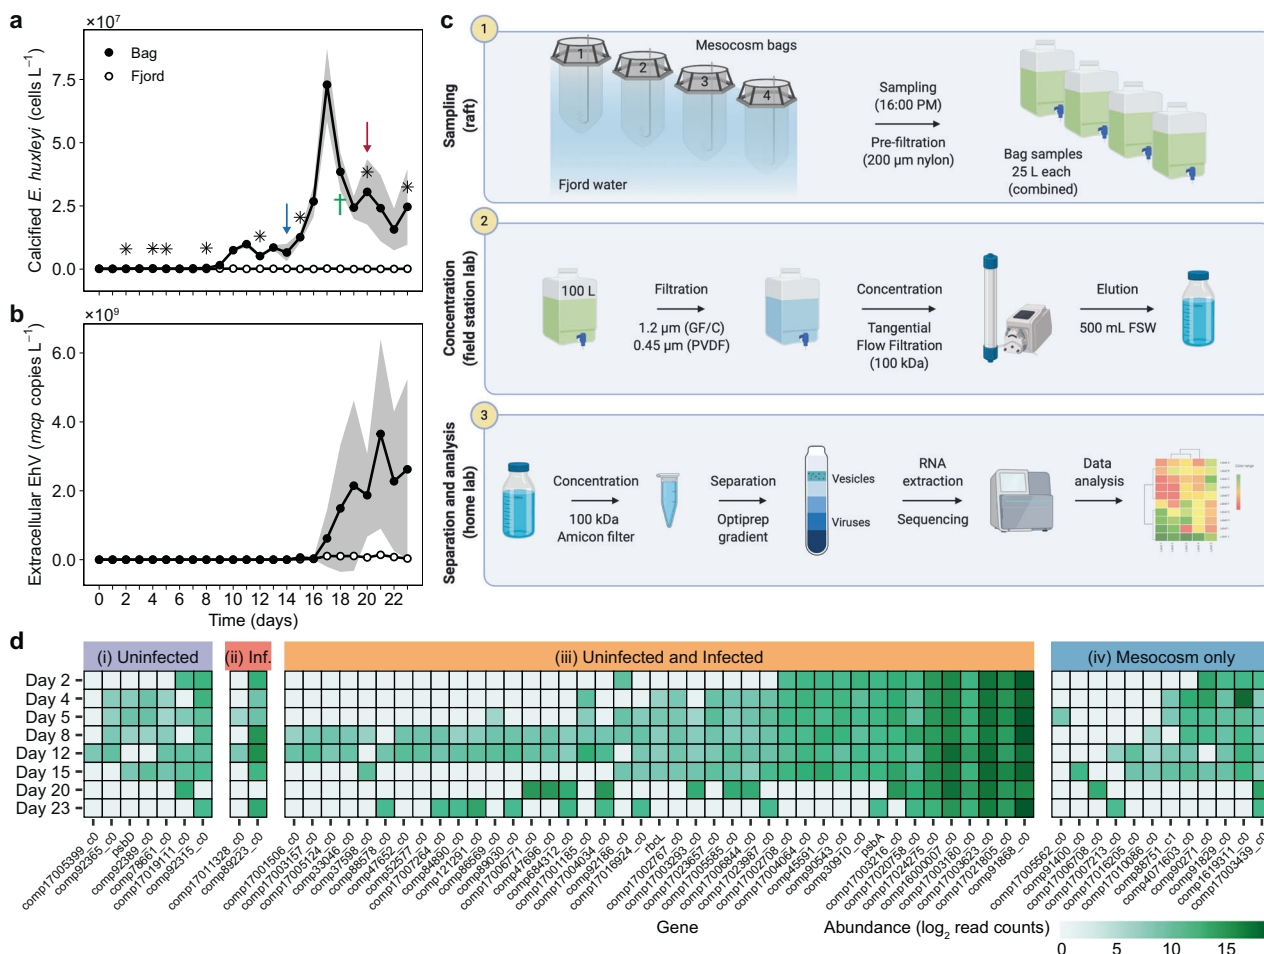 a
×10⁷
Bag
Fjord
Calcified E. huxleyi (cells L⁻¹)
7.5
5.0
2.5
0.0
b
×10⁹
Extracellular EhV (mcp copies L⁻¹)
6.0
4.0
2.0
0.0
0 2 4 6 8 10 12 14 16 18 20 22
Time (days)
c
1
Sampling
(raft)
1
2
3
4
Mesocosm bags
Fjord water
Sampling
(16:00 PM)
Pre-filtration
(200 µm nylon)
Bag samples
25 L each
(combined)
2
Concentration
(field station lab)
100 L
Filtration
1.2 µm (GF/C)
0.45 µm (PVDF)
Concentration
Tangential
Flow Filtration
(100 kDa)
Elution
500 mL FSW
3
Separation and analysis
(home lab)
Concentration
100 kDa
Amicon filter
Separation
Optiprep
gradient
Vesicles
Viruses
RNA
extraction
Sequencing
Data
analysis
d
(i) Uninfected
(ii) Inf.
(iii) Uninfected and Infected
(iv) Mesocosm only
Day 2
Day 4
Day 5
Day 8
Day 12
Day 15
Day 20
Day 23
comp17005399_c0
comp92365_c0
psbD
comp92389_c0
comp78661_c0
comp17019111_c0
comp92315_c0
comp17011328_c0
comp89223_c0
comp17001506_c0
comp3157_c0
comp17005124_c0
comp339048_c0
comp37598_c0
comp88578_c0
comp47652_c0
comp52577_c0
comp17007264_c0
comp84890_c0
comp121291_c0
comp86569_c0
comp89030_c0
comp17006771_c0
comp47696_c0
comp684312_c0
comp17001185_c0
comp17004034_c0
comp92186_c0
comp17016924_c0
rbcL
comp17002767_c0
comp17003293_c0
comp17023657_c0
comp17005565_c0
comp17006844_c0
comp17023987_c0
comp17002708_c0
comp17004064_c0
comp45591_c0
comp90543_c0
comp30910_c0
psbA
comp17003216_c0
comp17020758_c0
comp17024275_c0
comp16000073_c0
comp17003180_c0
comp17003623_c0
comp17021805_c0
comp91868_c0
comp17003562_c0
comp91400_c0
comp17006708_c0
comp17007213_c0
comp17016205_c0
comp17010086_c0
comp88751_c1
comp40716037_c0
comp90271_c0
comp91829_c0
comp1619311_c0
comp17003439_c0
Gene
Abundance (log₂ read counts)
0 5 10 15